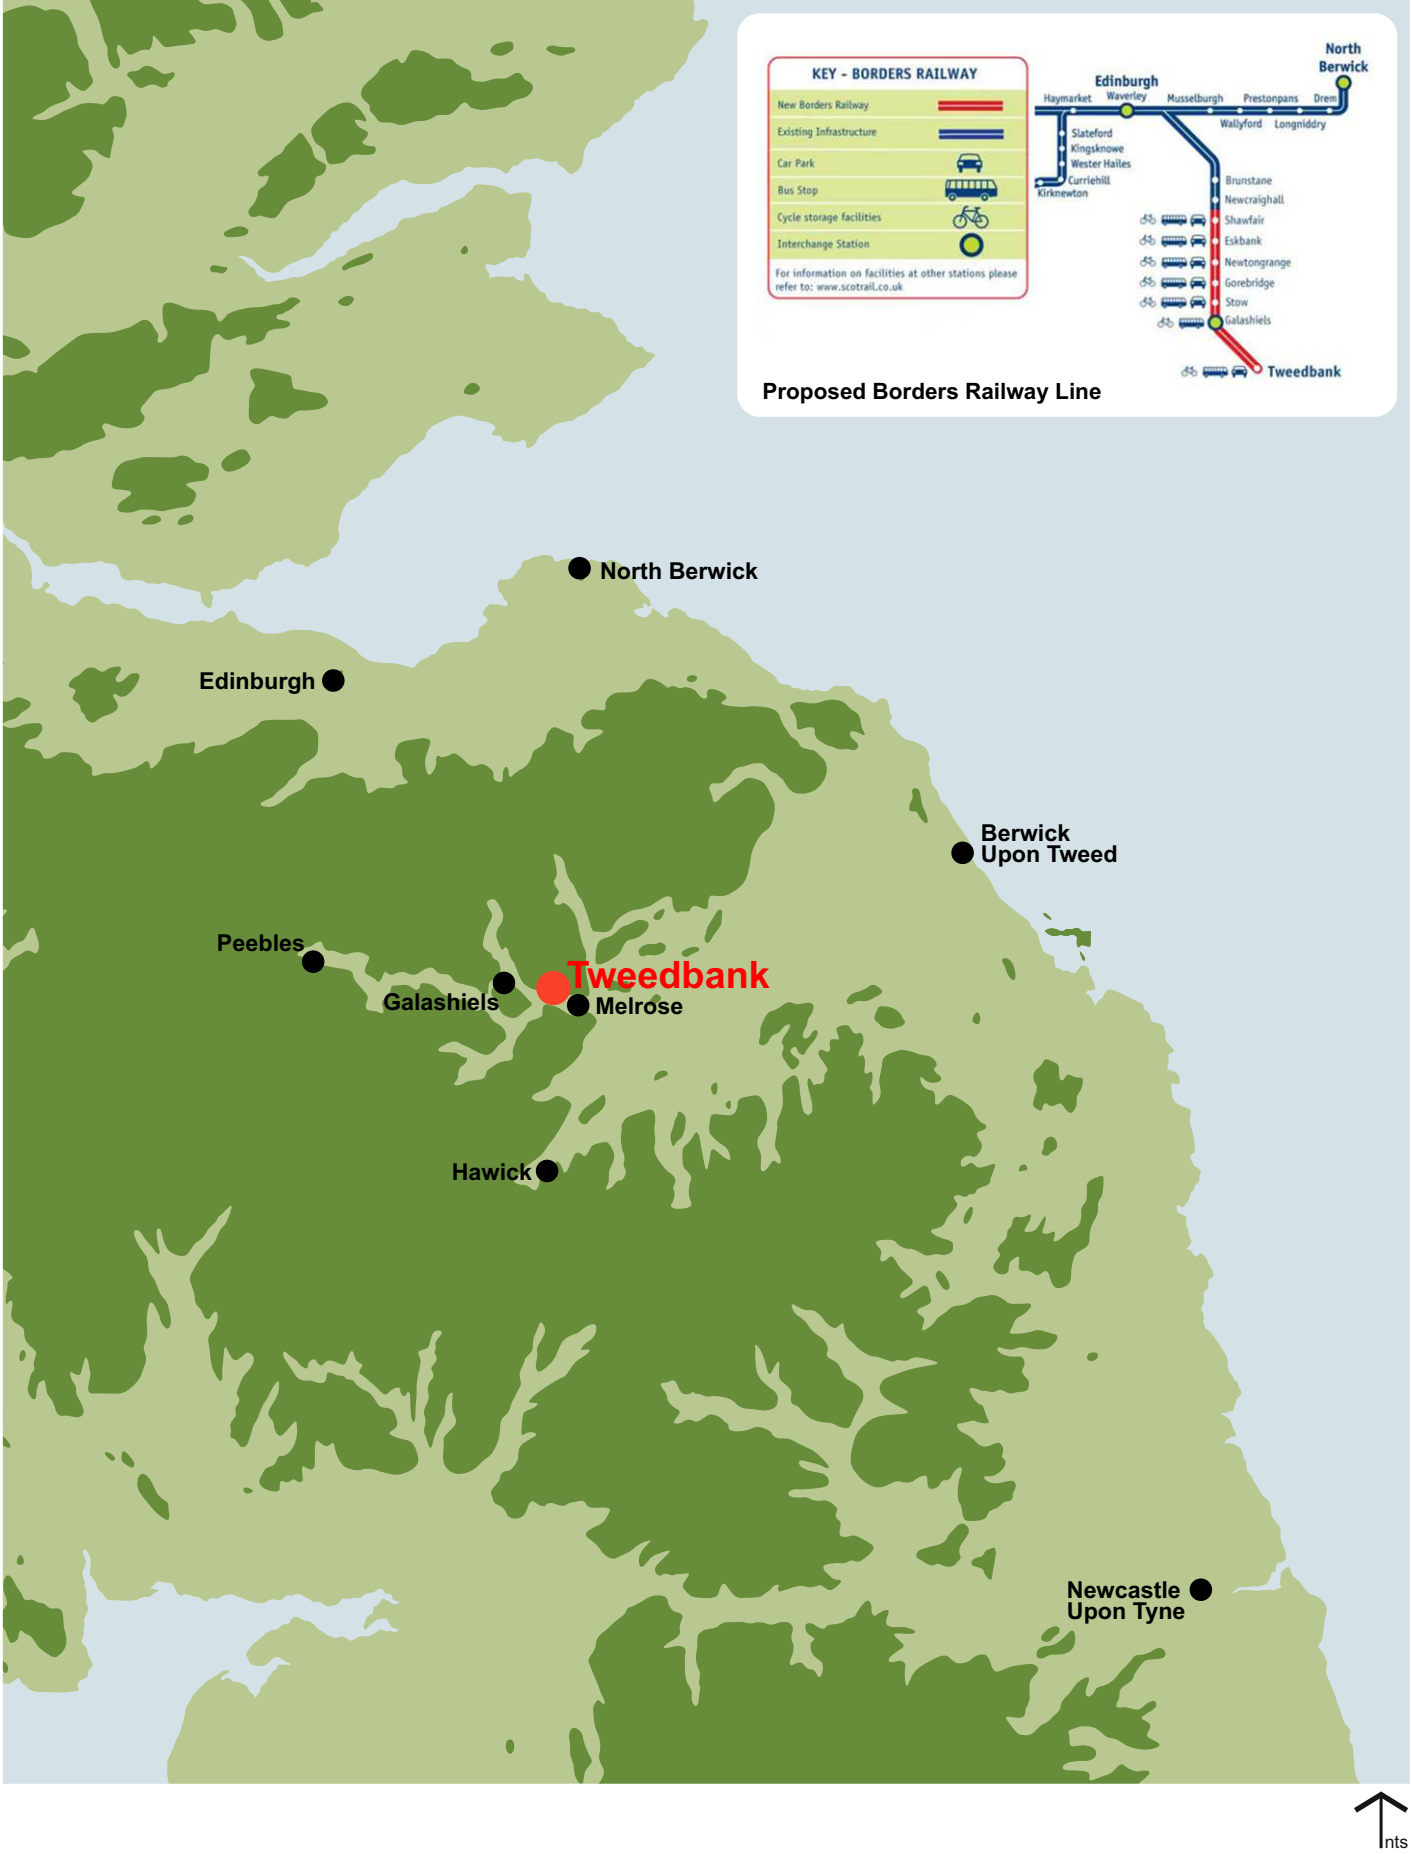 KEY - BORDERS RAILWAY
New Borders Railway
Existing Infrastructure
Car Park
Bus Stop
Cycle storage facilities
Interchange Station
For information on facilities at other stations please
refer to: www.scotrail.co.uk
North
Berwick
Edinburgh
Haymarket
Waverley
Musselburgh
Prestonpans
Drem
Wallyford
Longniddry
Slateford
Kingsknowe
Wester Hailes
Curriehill
Kirknewton
Brunstane
Newcraighall
Shawfair
Eskbank
Newtongrange
Gorebridge
Stow
Galashiels
Tweedbank
Proposed Borders Railway Line
North Berwick
Edinburgh
Berwick
Upon Tweed
Peebles
Tweedbank
Galashiels
Melrose
Hawick
Newcastle
Upon Tyne
nts